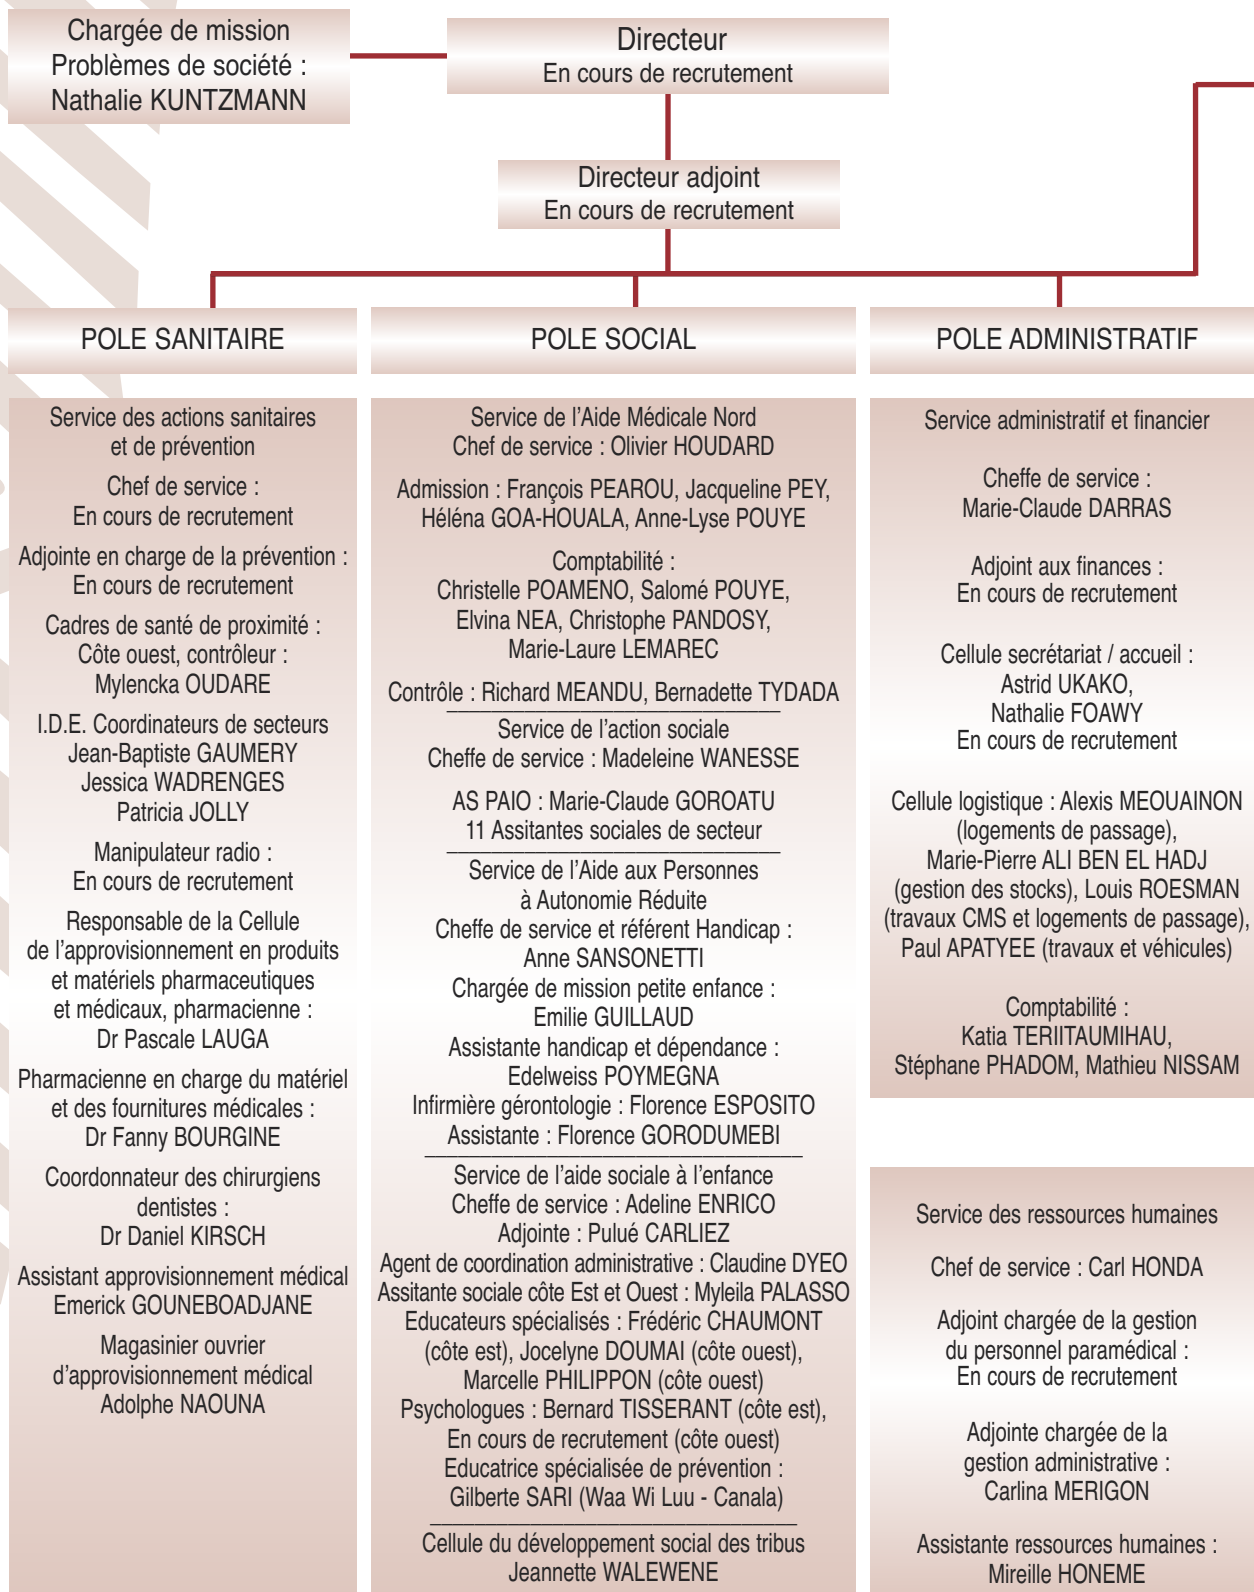 Chargée de mission
Problèmes de société :
Nathalie KUNTZMANN
Directeur
En cours de recrutement
Directeur adjoint
En cours de recrutement
POLE SANITAIRE
Service des actions sanitaires
et de prévention
Chef de service :
En cours de recrutement
Adjointe en charge de la prévention :
En cours de recrutement
Cadres de santé de proximité :
Côte ouest, contrôleur :
Mylencka OUDARE
I.D.E. Coordinateurs de secteurs
Jean-Baptiste GAUMERY
Jessica WADRENGES
Patricia JOLLY
Manipulateur radio :
En cours de recrutement
Responsable de la Cellule
de l'approvisionnement en produits
et matériels pharmaceutiques
et médicaux, pharmacienne :
Dr Pascale LAUGA
Pharmacienne en charge du matériel
et des fournitures médicales :
Dr Fanny BOURGINE
Coordonnateur des chirurgiens
dentistes :
Dr Daniel KIRSCH
Assistant approvisionnement médical
Emerick GOUNEBOADJANE
Magasinier ouvrier
d'approvisionnement médical
Adolphe NAOUNA
POLE SOCIAL
Service de l'Aide Médicale Nord
Chef de service : Olivier HOUDARD
Admission : François PEAROU, Jacqueline PEY,
Héléna GOA-HOUALA, Anne-Lyse POUYE
Comptabilité :
Christelle POAMENO, Salomé POUYE,
Elvina NEA, Christophe PANDOSY,
Marie-Laure LEMAREC
Contrôle : Richard MEANDU, Bernadette TYDADA
Service de l'action sociale
Cheffe de service : Madeleine WANESSE
AS PAIO : Marie-Claude GOROATU
11 Assitantes sociales de secteur
Service de l'Aide aux Personnes
à Autonomie Réduite
Cheffe de service et référent Handicap :
Anne SANSONETTI
Chargée de mission petite enfance :
Emilie GUILLAUD
Assistante handicap et dépendance :
Edelweiss POYMEGNA
Infirmière gérontologie : Florence ESPOSITO
Assistante : Florence GORODUMEBI
Service de l'aide sociale à l'enfance
Cheffe de service : Adeline ENRICO
Adjointe : Pulué CARLIEZ
Agent de coordination administrative : Claudine DYEO
Assitante sociale côte Est et Ouest : Myleila PALASSO
Educateurs spécialisés : Frédéric CHAUMONT
(côte est), Jocelyne DOUMAI (côte ouest),
Marcelle PHILIPPON (côte ouest)
Psychologues : Bernard TISSERANT (côte est),
En cours de recrutement (côte ouest)
Educatrice spécialisée de prévention :
Gilberte SARI (Waa Wi Luu - Canala)
Cellule du développement social des tribus
Jeannette WALEWENE
POLE ADMINISTRATIF
Service administratif et financier
Cheffe de service :
Marie-Claude DARRAS
Adjoint aux finances :
En cours de recrutement
Cellule secrétariat / accueil :
Astrid UKAKO,
Nathalie FOAWY
En cours de recrutement
Cellule logistique : Alexis MEOUAINON
(logements de passage),
Marie-Pierre ALI BEN EL HADJ
(gestion des stocks), Louis ROESMAN
(travaux CMS et logements de passage),
Paul APATYEE (travaux et véhicules)
Comptabilité :
Katia TERIITAUMIHAU,
Stéphane PHADOM, Mathieu NISSAM
Service des ressources humaines
Chef de service : Carl HONDA
Adjoint chargée de la gestion
du personnel paramédical :
En cours de recrutement
Adjointe chargée de la
gestion administrative :
Carlina MERIGON
Assistante ressources humaines :
Mireille HONEME